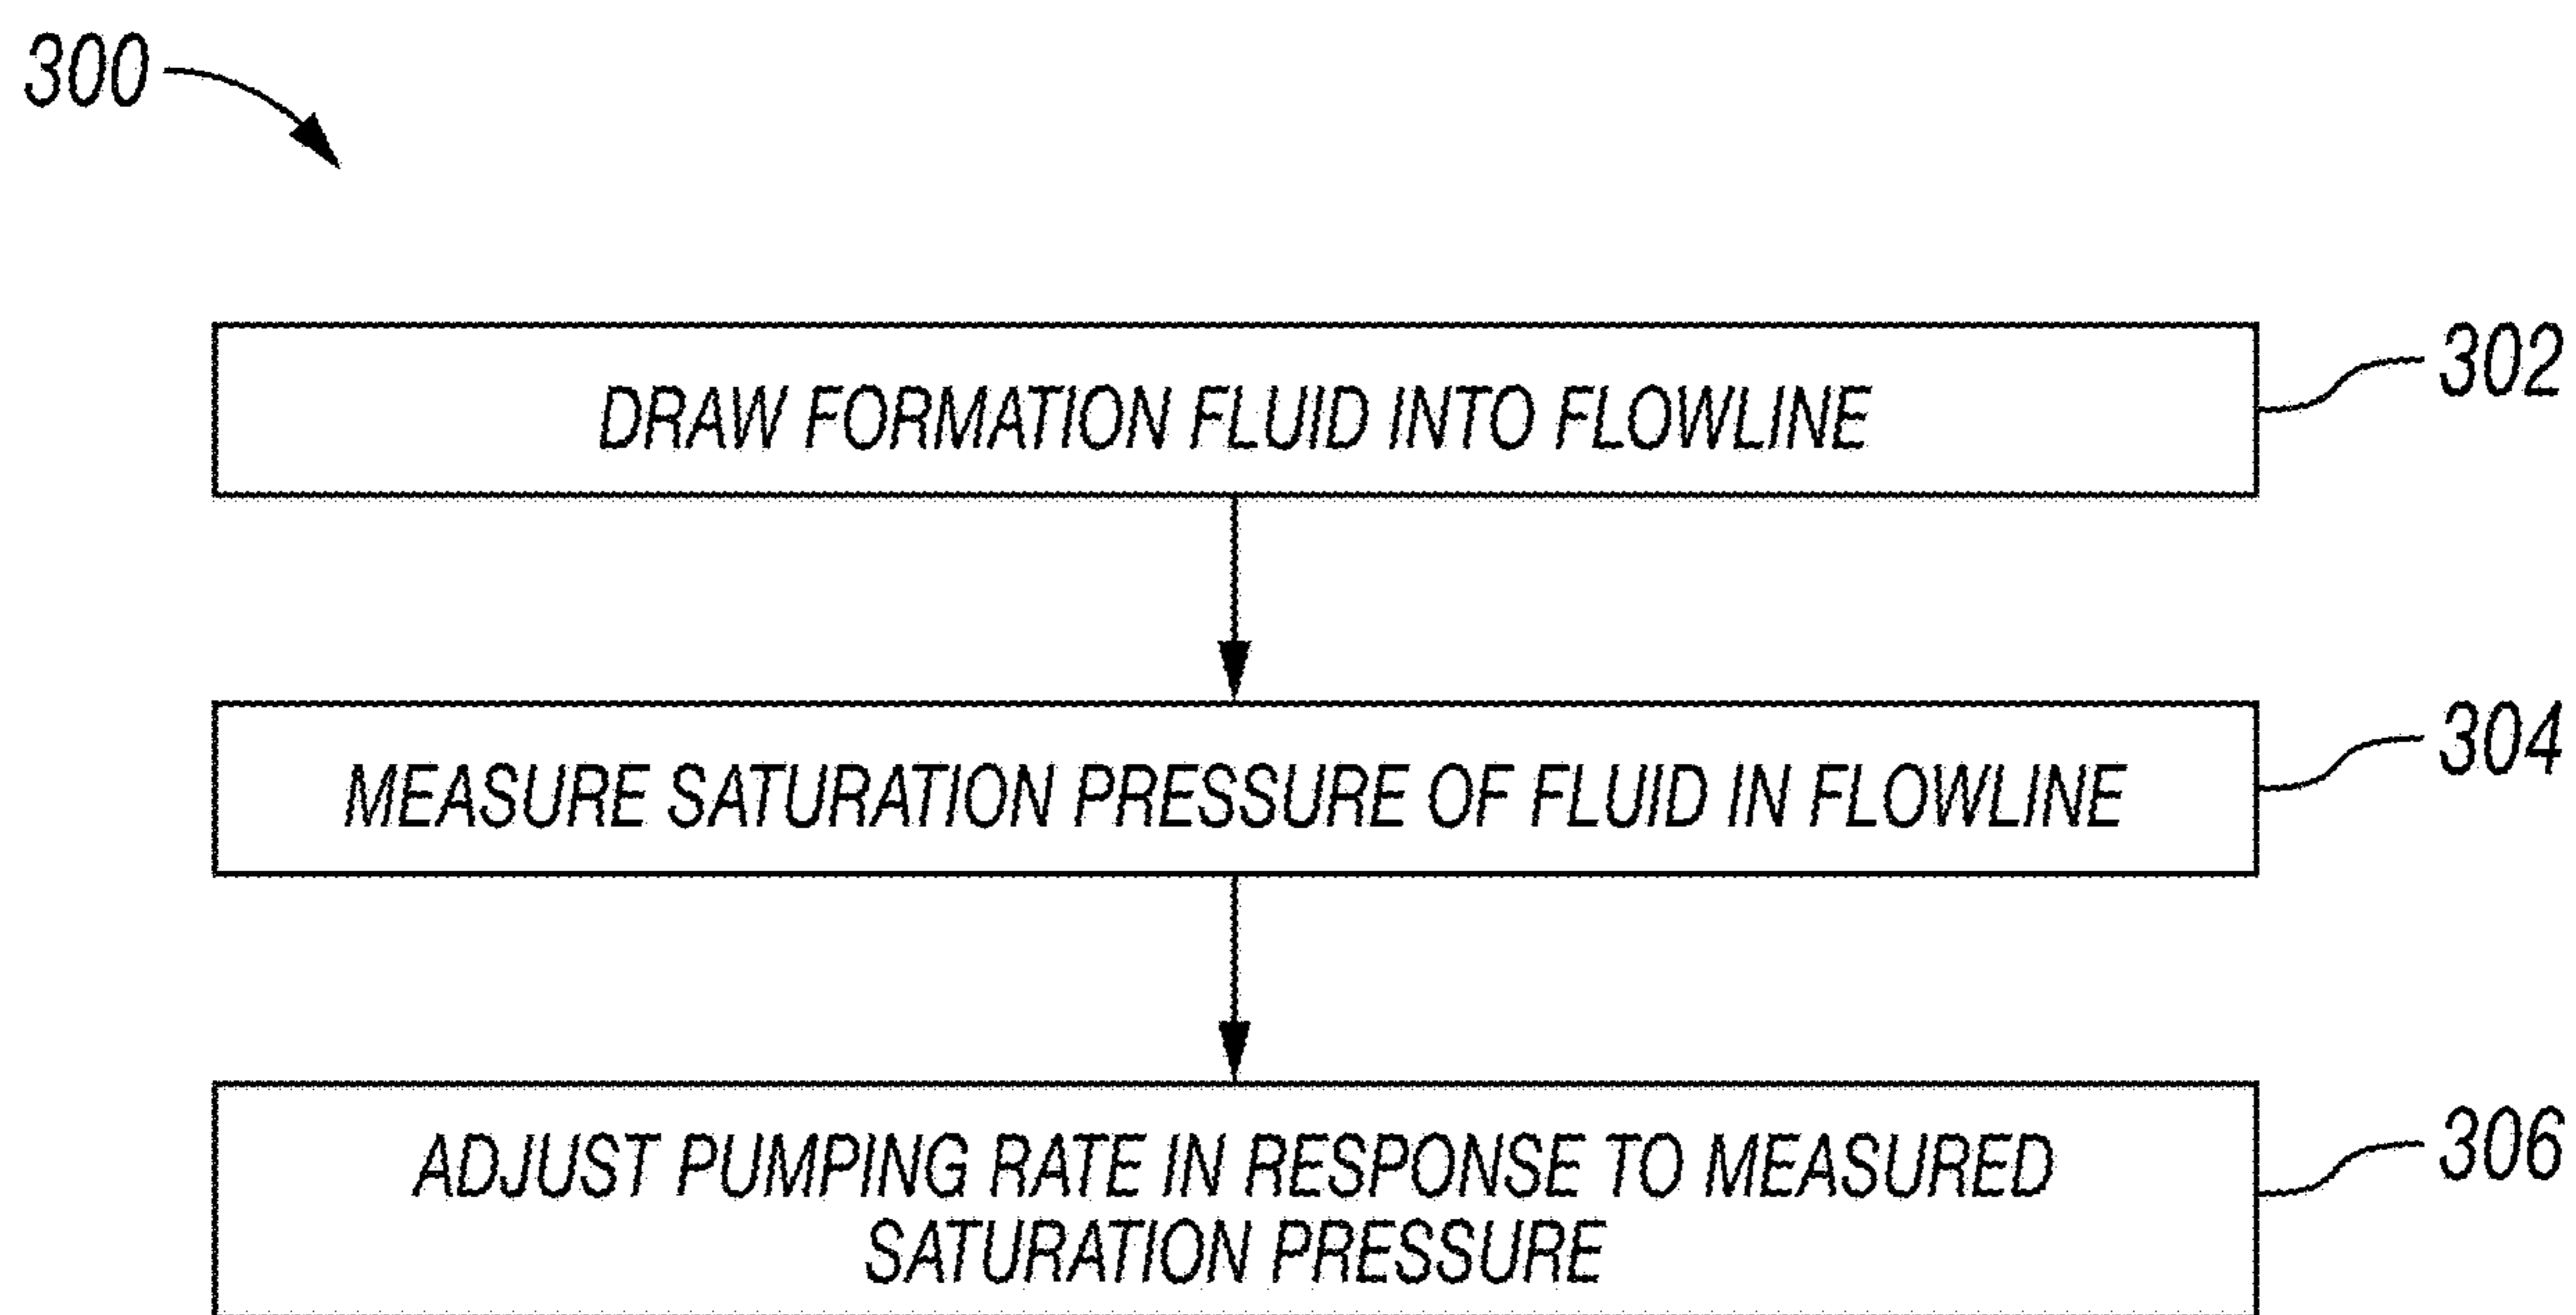 300
DRAW FORMATION FLUID INTO FLOWLINE
302
MEASURE SATURATION PRESSURE OF FLUID IN FLOWLINE
304
ADJUST PUMPING RATE IN RESPONSE TO MEASURED
SATURATION PRESSURE
306